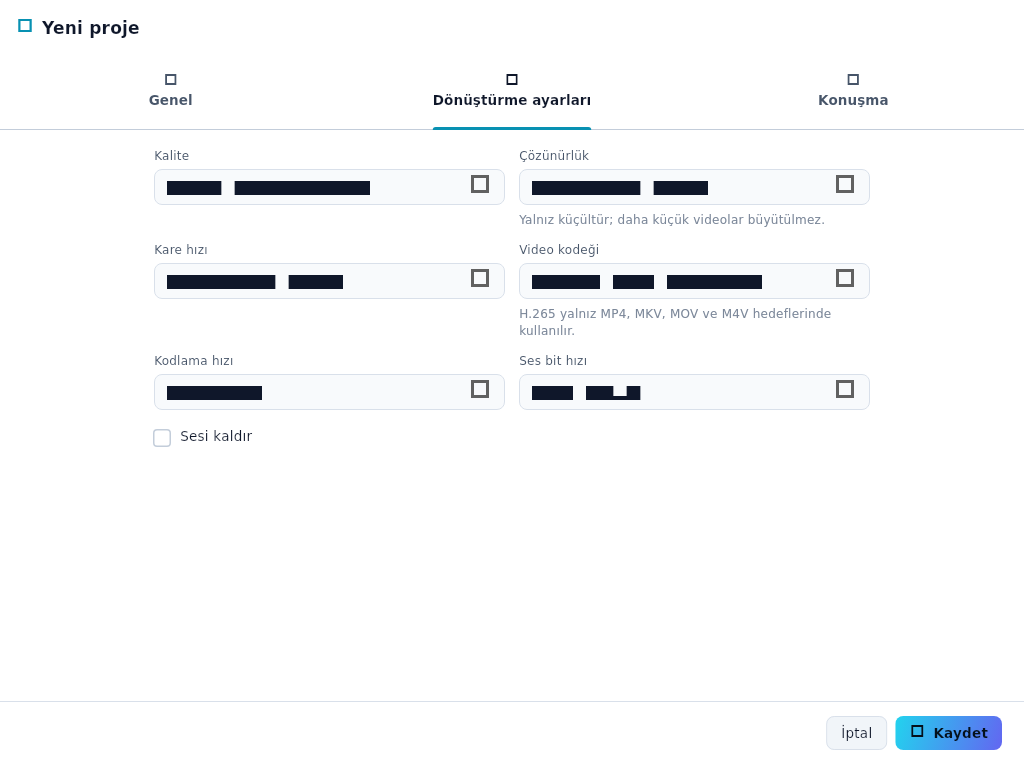 Yeni proje
Genel
Dönüştürme ayarları
Konuşma
Kalite
Çözünürlük
Yalnız küçültür; daha küçük videolar büyütülmez.
Kare hızı
Video kodeği
H.265 yalnız MP4, MKV, MOV ve M4V hedeflerinde
kullanılır.
Kodlama hızı
Ses bit hızı
Sesi kaldır
İptal
Kaydet